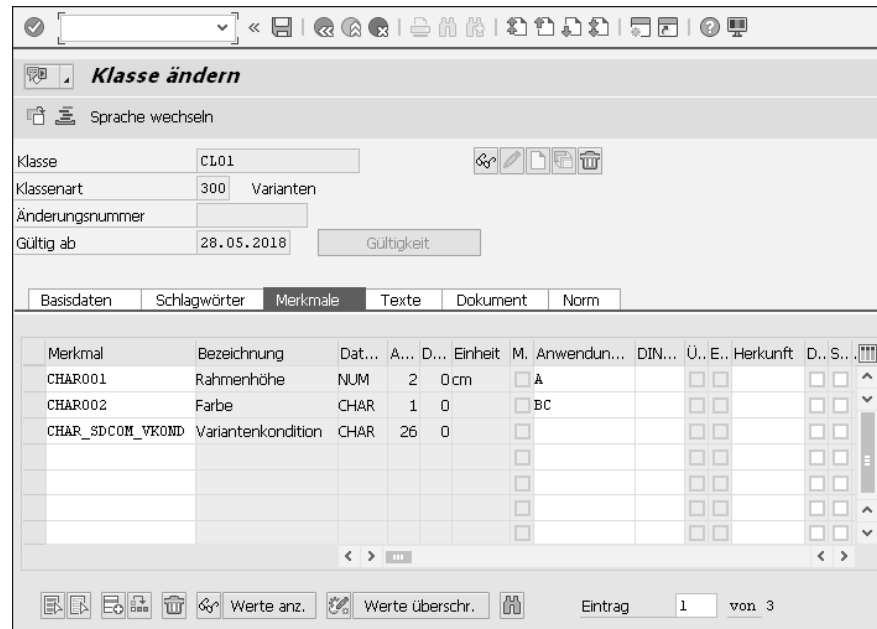 Klasse ändern
Sprache wechseln
Klasse CL01
Klassenart 300 Varianten
Änderungsnummer
Gültig ab 28.05.2018 Gültigkeit
Basisdaten Schlagwörter Merkmale Texte Dokument Norm
Merkmal Bezeichnung Dat... A... D... Einheit M. Anwendun... DIN... Ü.. E.. Herkunft D.. S.. .
CHAR001 Rahmenhöhe NUM 2 0 cm A
CHAR002 Farbe CHAR 1 0 BC
CHAR_SDCOM_VKOND Variantenkondition CHAR 26 0
Werte anz. Werte überschr. Eintrag 1 von 3